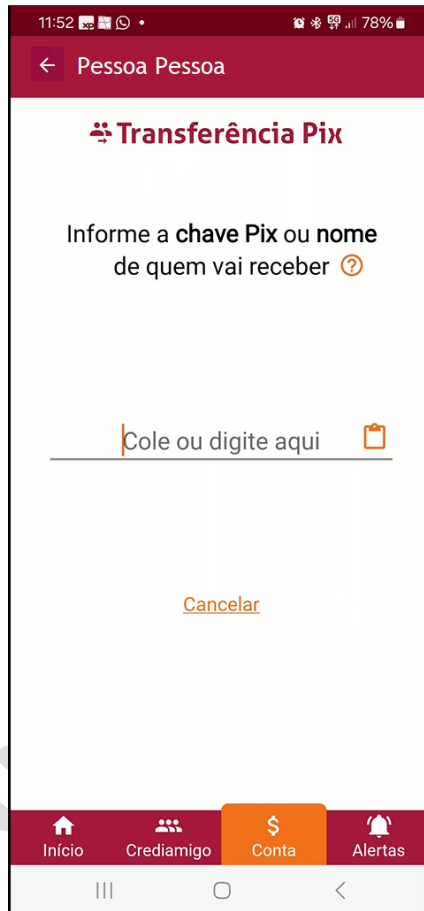 11:52
78%
Pessoa Pessoa
Transferência Pix
Informe a chave Pix ou nome
de quem vai receber ?
Cole ou digite aqui
Cancelar
$
Início Crediamigo Conta Alertas